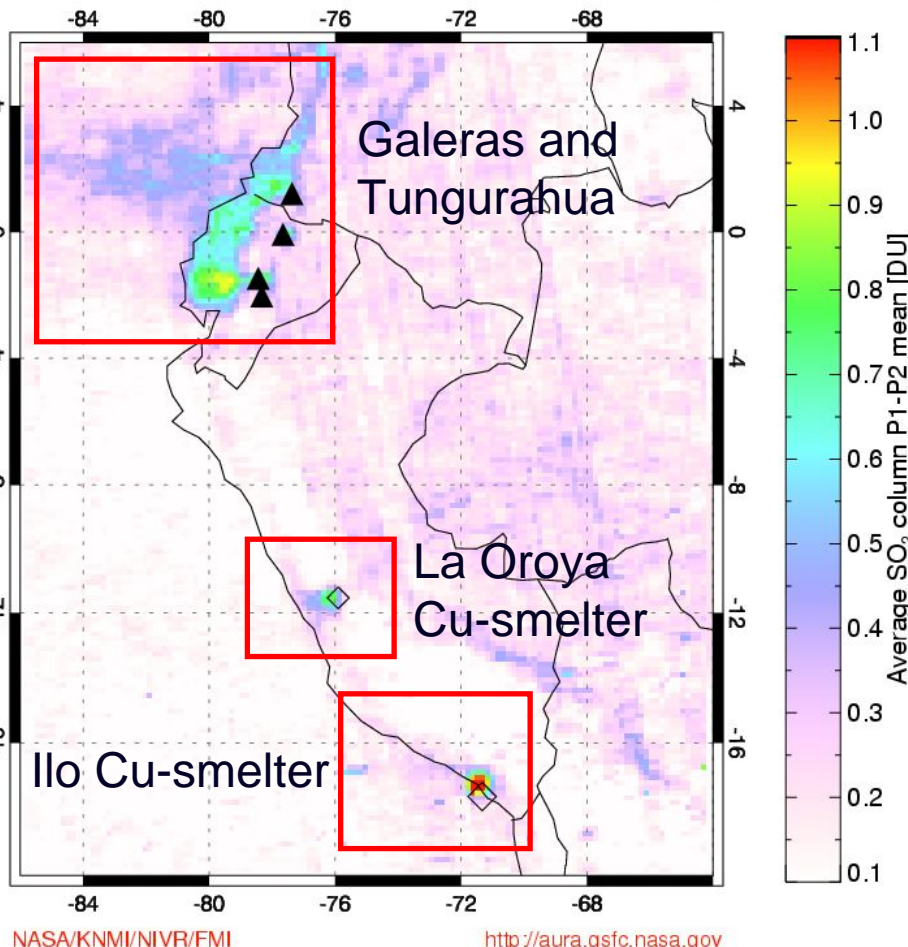 -84 -80 -76 -72 -68
1.1
4 1.0
Galeras and
Tungurahua
0.9
0 0
0.8
-4
0.7
0.6
-8
0.5
La Oroya
Cu-smelter
-12
0.4
0.3
-16
Ilo Cu-smelter
0.2
0.1
Average SO2 column P1-P2 mean [DU]
-84 -80 -76 -72 -68
NASA/KNMI/NIVR/FMI http://aura.gsfc.nasa.gov